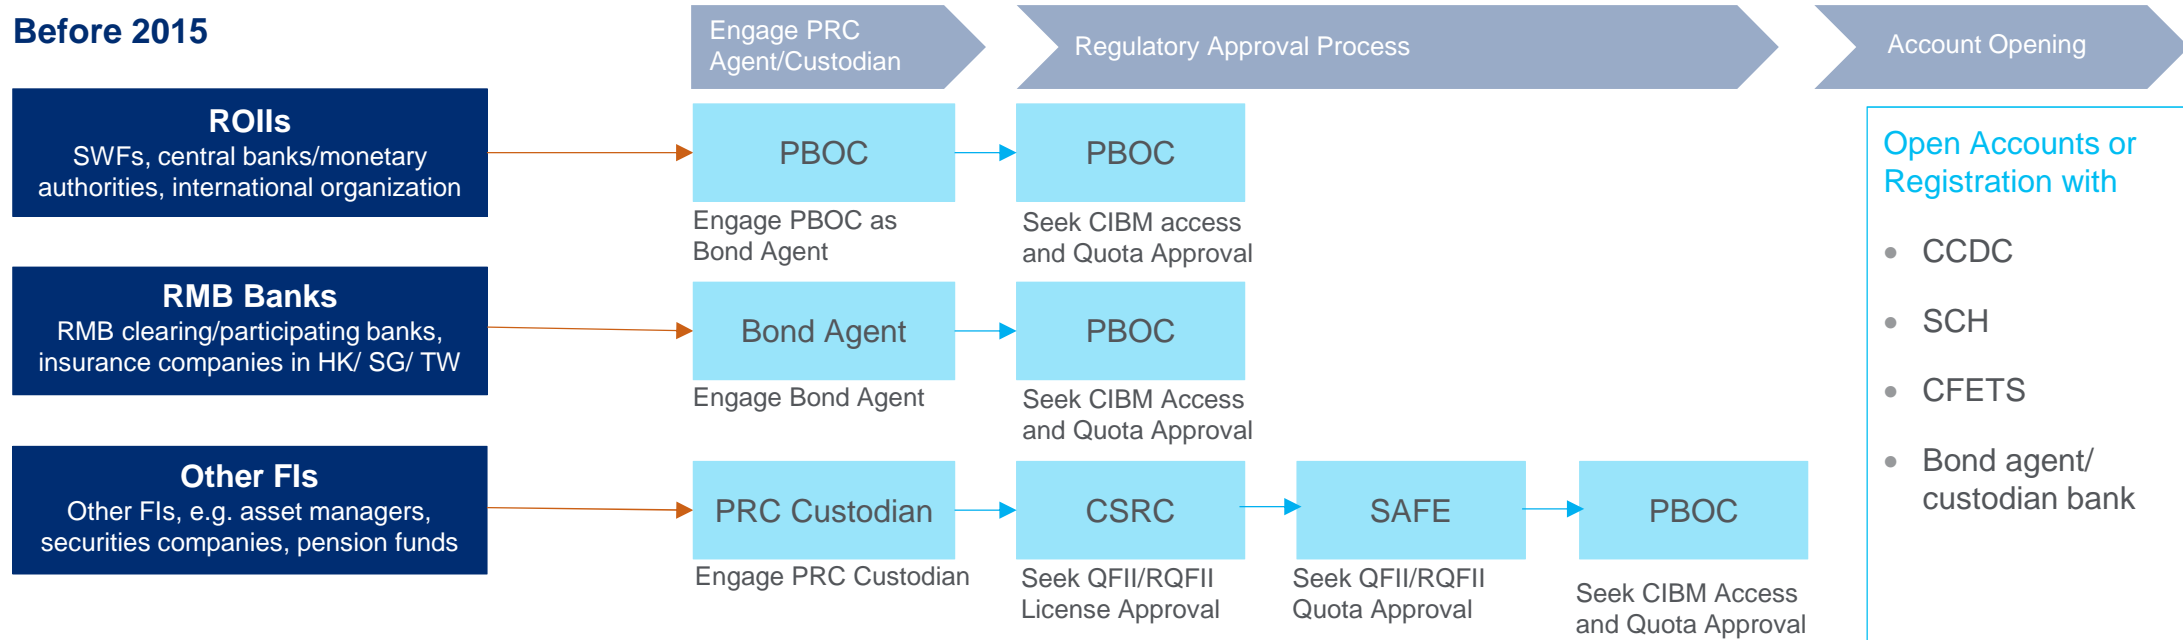 Before 2015
Engage PRC
Agent/Custodian
Regulatory Approval Process
Account Opening
ROIIs
SWFs, central banks/monetary
authorities, international organization
PBOC
Engage PBOC as
Bond Agent
PBOC
Seek CIBM access
and Quota Approval
RMB Banks
RMB clearing/participating banks,
insurance companies in HK/ SG/ TW
Bond Agent
Engage Bond Agent
PBOC
Seek CIBM Access
and Quota Approval
Other FIs
Other FIs, e.g. asset managers,
securities companies, pension funds
PRC Custodian
Engage PRC Custodian
CSRC
Seek QFII/RQFII
License Approval
SAFE
Seek QFII/RQFII
Quota Approval
PBOC
Seek CIBM Access
and Quota Approval
Open Accounts or
Registration with
• CCDC
• SCH
• CFETS
• Bond agent/
custodian bank